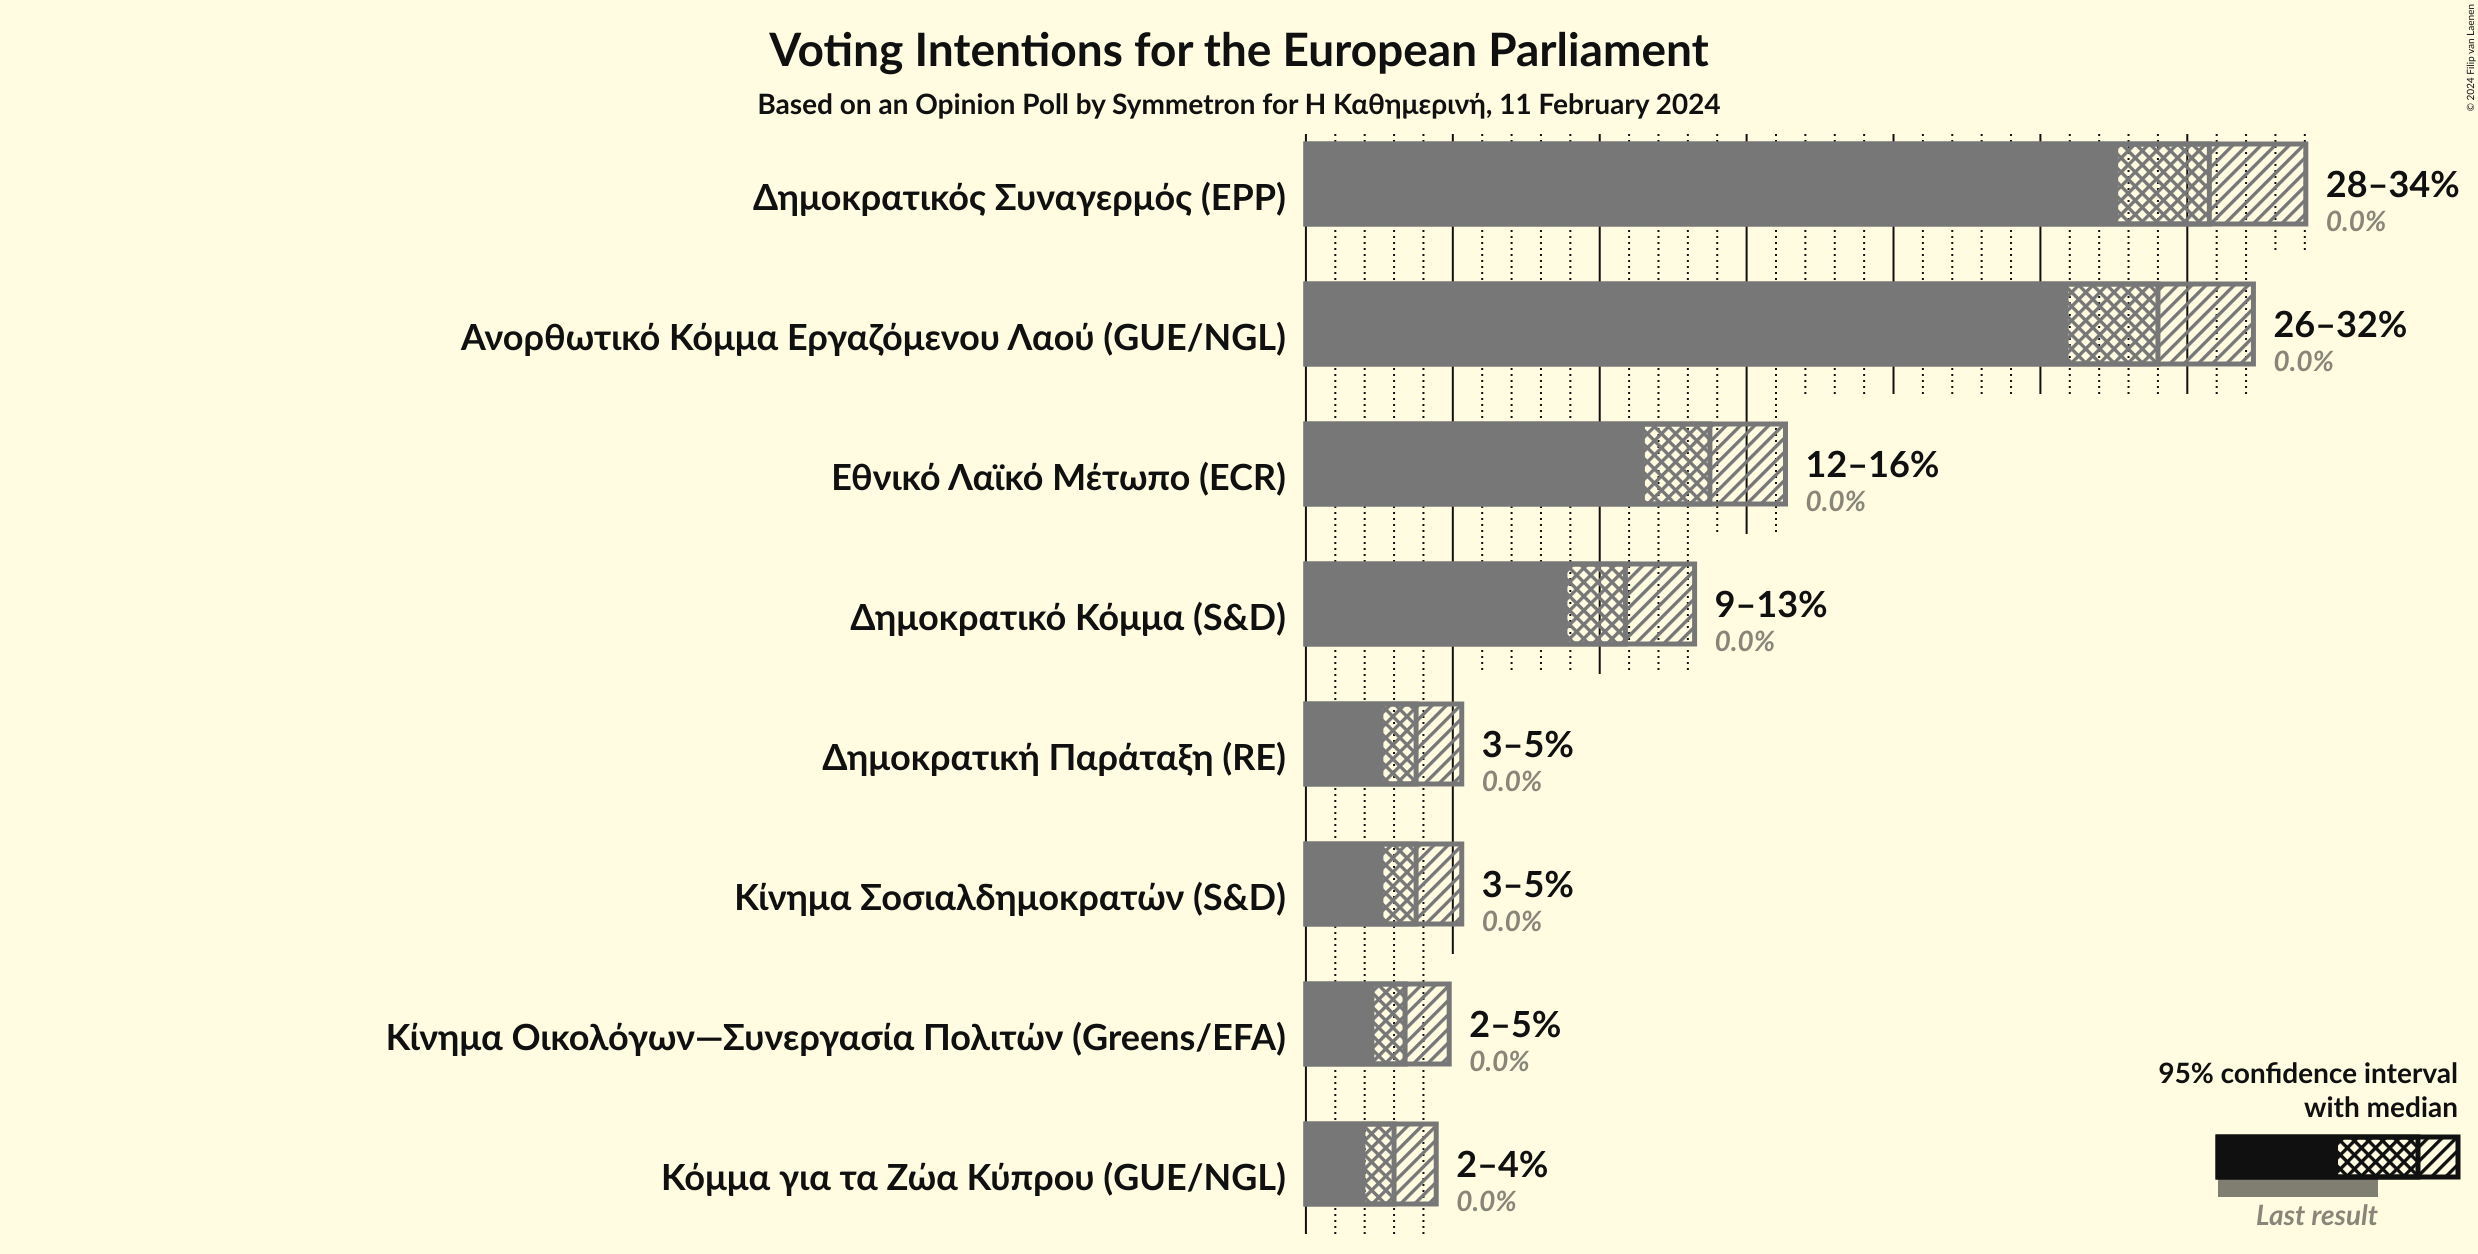 Voting Intentions for the European Parliament
Based on an Opinion Poll by Symmetron for Η Καθημερινή, 11 February 2024
© 2024 Filip van Laenen
Δημοκρατικός Συναγερμός (EPP)
28–34%
0.0%
Ανορθωτικό Κόμμα Εργαζόμενου Λαού (GUE/NGL)
26–32%
0.0%
Εθνικό Λαϊκό Μέτωπο (ECR)
12–16%
0.0%
Δημοκρατικό Κόμμα (S&D)
9–13%
0.0%
Δημοκρατική Παράταξη (RE)
3–5%
0.0%
Κίνημα Σοσιαλδημοκρατών (S&D)
3–5%
0.0%
Κίνημα Οικολόγων—Συνεργασία Πολιτών (Greens/EFA)
2–5%
0.0%
Κόμμα για τα Ζώα Κύπρου (GUE/NGL)
2–4%
0.0%
95% confidence interval
with median
Last result